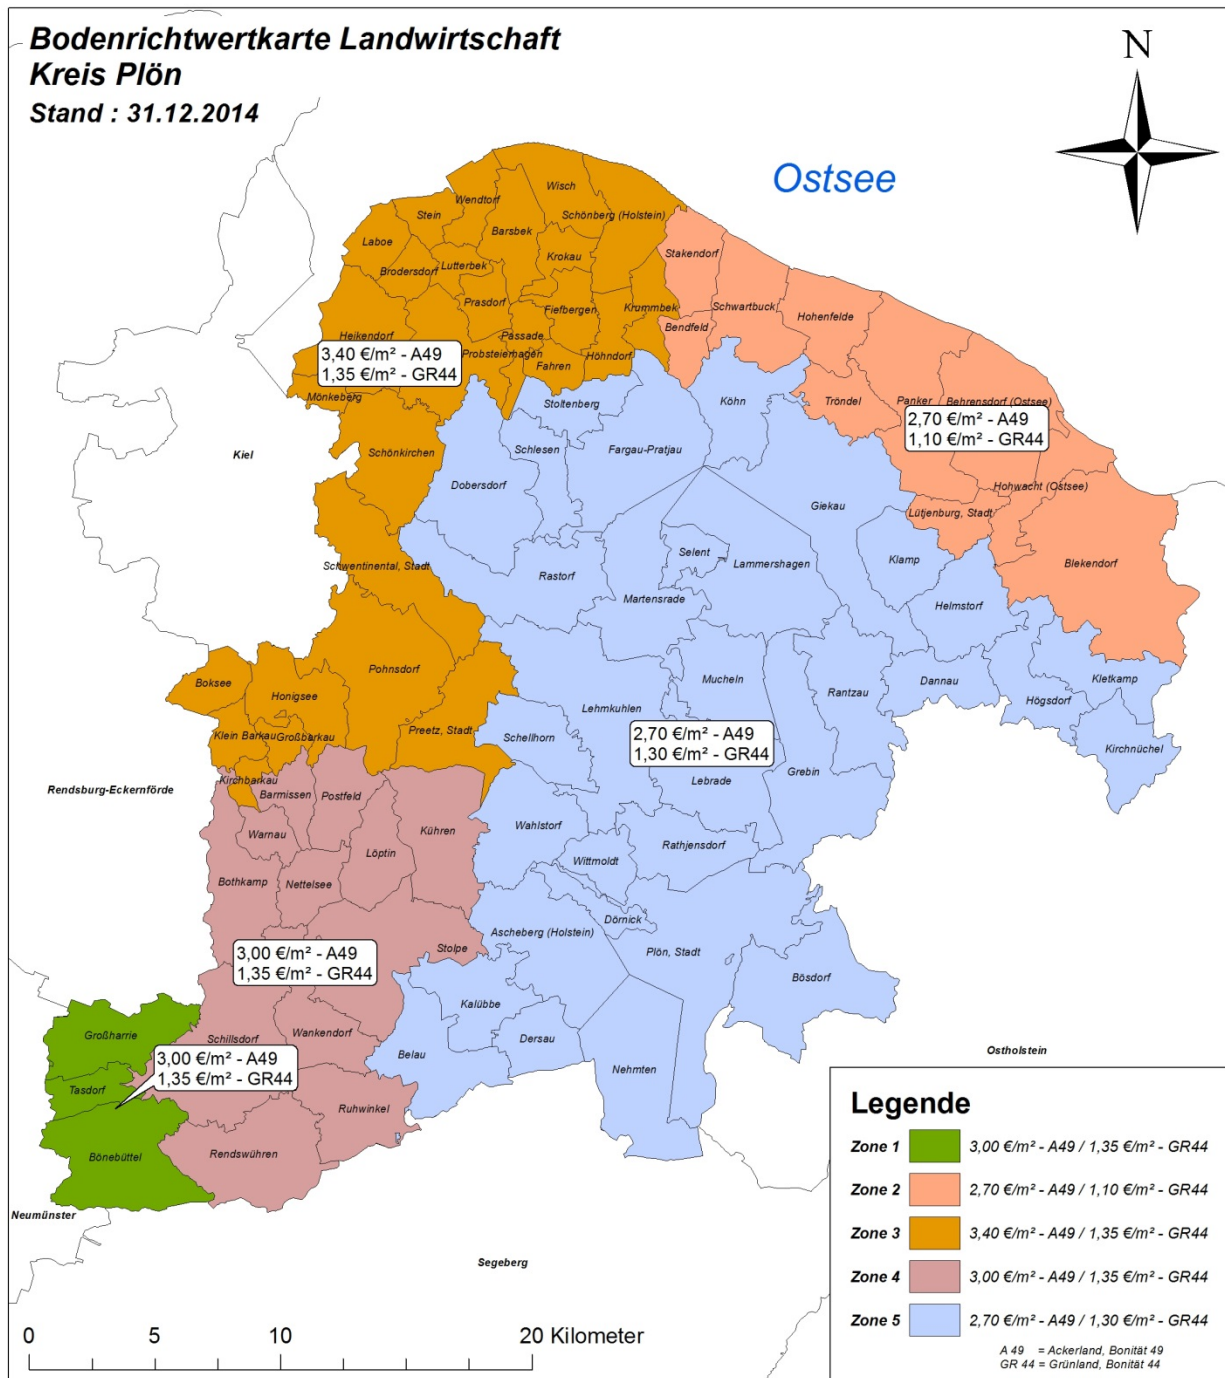 Bodenrichtwertkarte Landwirtschaft
Kreis Plön
Stand : 31.12.2014
N
Ostsee
Wisch
Wendtorf
Stein
Schönberg (Holstein)
Barsbek
Laboe
Krokau
Stakendorf
Lutterbek
Brodersdorf
Prasdorf
Schwartbuck
Krummbek
Fiefbergen
Hohenfelde
Bendfeld
Heikendorf
Passade
3,40 €/m² - A49
1,35 €/m² - GR44
Probsteierhagen
Höhndorf
Fahren
Mönkeberg
Stoltenberg
Köhn
Tröndel
Panker
Behrensdorf (Ostsee)
2,70 €/m² - A49
1,10 €/m² - GR44
Kiel
Schönkirchen
Schlesen
Fargau-Pratjau
Dobersdorf
Hohwacht (Ostsee)
Giekau
Lütjenburg, Stadt
Selent
Klamp
Blekendorf
Schwentinental, Stadt
Rastorf
Lammershagen
Martensrade
Helmstorf
Pohnsdorf
Boksee
Honigsee
Mucheln
Rantzau
Dannau
Kletkamp
Högsdorf
Lehmkuhlen
Klein Barkau
Großbarkau
Preetz, Stadt
Schellhorn
2,70 €/m² - A49
1,30 €/m² - GR44
Kirchnüchel
Grebin
Kirchbarkau
Lebrade
Rendsburg-Eckernförde
Barmissen
Postfeld
Wahlstorf
Warnau
Kühren
Rathjensdorf
Löptin
Wittmoldt
Bothkamp
Nettelsee
Dörnick
Ascheberg (Holstein)
Stolpe
Plön, Stadt
3,00 €/m² - A49
1,35 €/m² - GR44
Bösdorf
Kalübbe
Großharrie
Schillsdorf
Wankendorf
Dersau
Belau
Ostholstein
3,00 €/m² - A49
1,35 €/m² - GR44
Nehmten
Tasdorf
Ruhwinkel
Bönebüttel
Rendswühren
Neumünster
Segeberg
Legende
Zone 1 3,00 €/m² - A49 / 1,35 €/m² - GR44
Zone 2 2,70 €/m² - A49 / 1,10 €/m² - GR44
Zone 3 3,40 €/m² - A49 / 1,35 €/m² - GR44
Zone 4 3,00 €/m² - A49 / 1,35 €/m² - GR44
Zone 5 2,70 €/m² - A49 / 1,30 €/m² - GR44
A 49 = Ackerland, Bonität 49
GR 44 = Grünland, Bonität 44
0 5 10 20 Kilometer